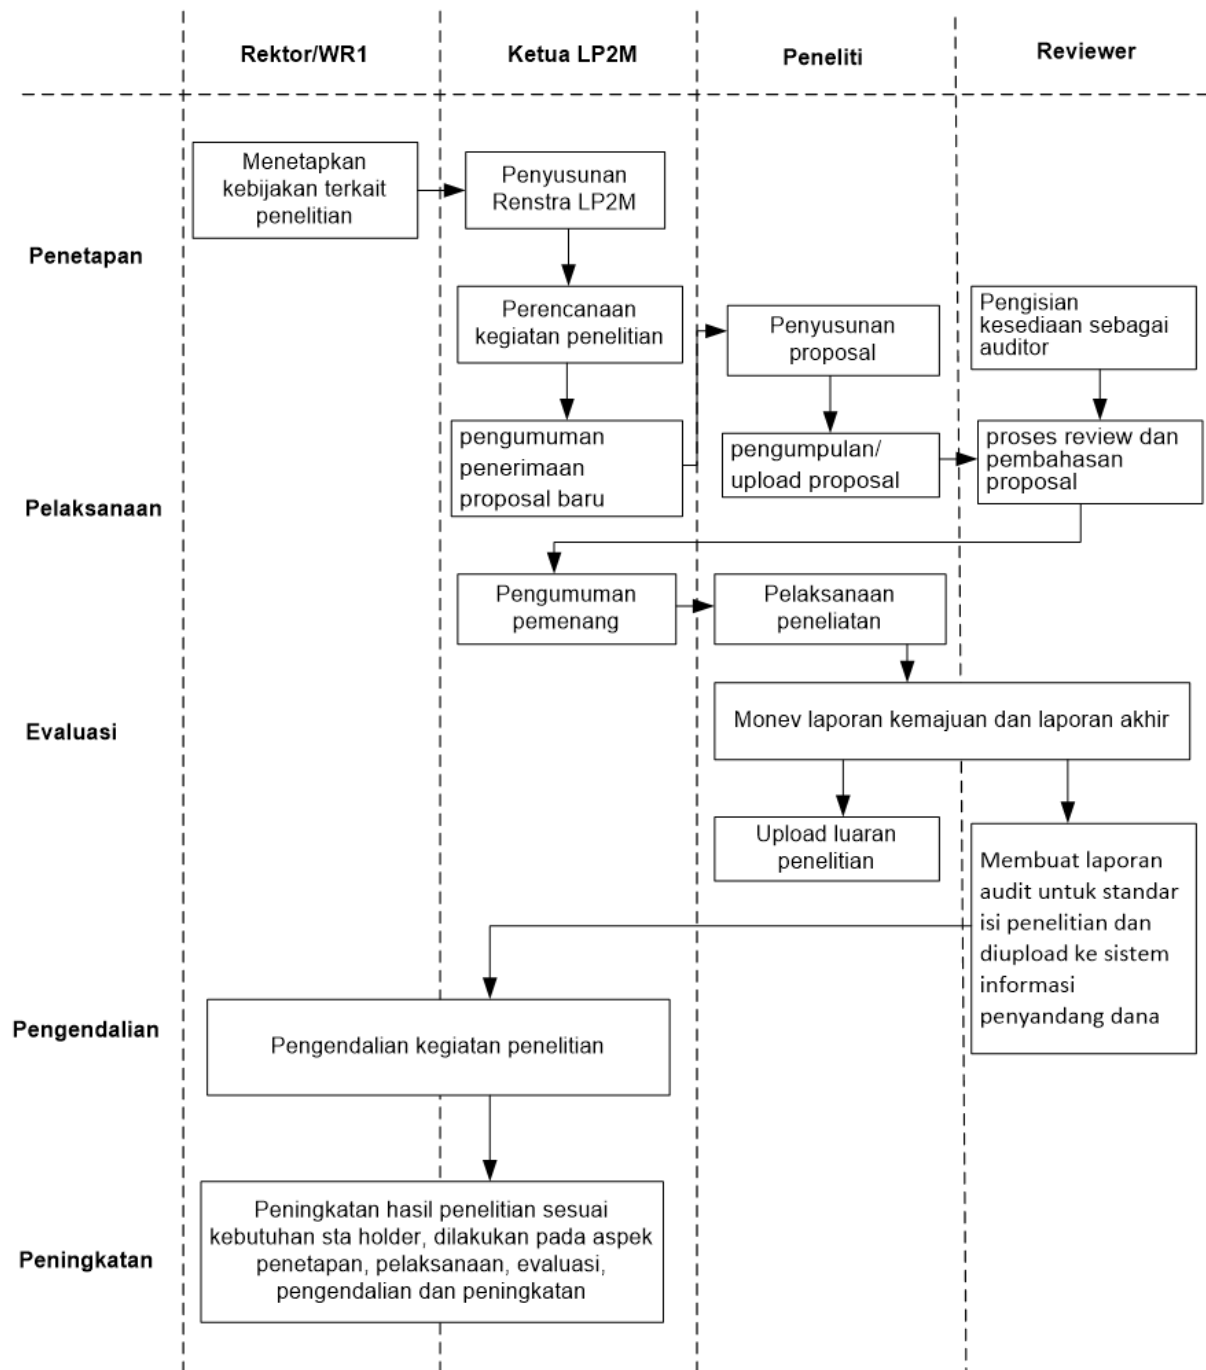 Rektor/WR1
Ketua LP2M
Peneliti
Reviewer
Penetapan
Menetapkan
kebijakan terkait
penelitian
Penyusunan
Renstra LP2M
Perencanaan
kegiatan penelitian
Penyusunan
proposal
Pengisian
kesediaan sebagai
auditor
Pelaksanaan
pengumuman
penerimaan
proposal baru
pengumpulan/
upload proposal
proses review dan
pembahasan
proposal
Pengumuman
pemenang
Pelaksanaan
peneliatan
Evaluasi
Monev laporan kemajuan dan laporan akhir
Upload luaran
penelitian
Membuat laporan
audit untuk standar
isi penelitian dan
diupload ke sistem
informasi
penyandang dana
Pengendalian
Pengendalian kegiatan penelitian
Peningkatan
Peningkatan hasil penelitian sesuai
kebutuhan sta holder, dilakukan pada aspek
penetapan, pelaksanaan, evaluasi,
pengendalian dan peningkatan